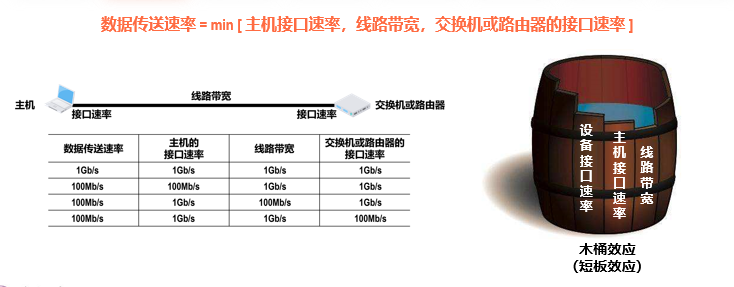 数据传送速率 = min [ 主机接口速率，线路带宽，交换机或路由器的接口速率 ]
线路带宽
主机
交换机或路由器
接口速率
接口速率
数据传送速率 主机的接口速率 线路带宽 交换机或路由器的接口速率
1Gb/s 1Gb/s 1Gb/s 1Gb/s
100Mb/s 100Mb/s 1Gb/s 1Gb/s
100Mb/s 1Gb/s 100Mb/s 1Gb/s
100Mb/s 1Gb/s 1Gb/s 100Mb/s
设备接口速率
主机接口速率
线路带宽
木桶效应
（短板效应）